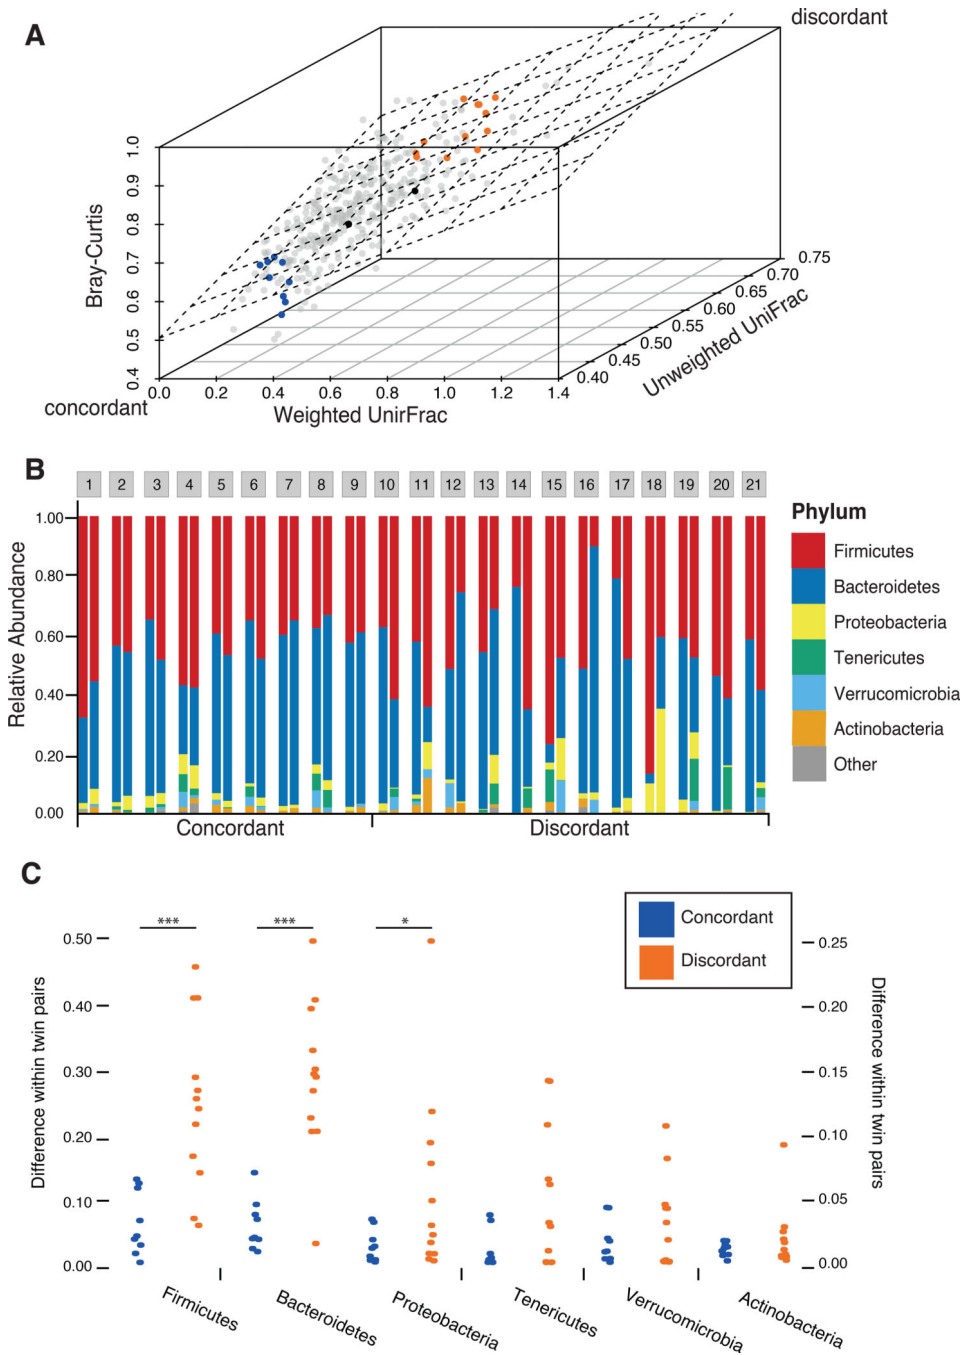 A
discordant
Bray-Curtis
1.0
0.9
0.8
0.7
0.6
0.5
0.4
0.0 0.2 0.4 0.6 0.8 1.0 1.2 1.4
Weighted UnirFrac
concordant
0.40
0.45
0.50
0.55
0.60
0.65
0.70
0.75
Unweighted UniFrac
B
1 2 3 4 5 6 7 8 9 10 11 12 13 14 15 16 17 18 19 20 21
Relative Abundance
1.00
0.80
0.60
0.40
0.20
0.00
Concordant Discordant
Phylum
Firmicutes
Bacteroidetes
Proteobacteria
Tenericutes
Verrucomicrobia
Actinobacteria
Other
C
Concordant
Discordant
*** *** *
Difference within twin pairs
0.50
0.40
0.30
0.20
0.10
0.00
0.25
0.20
0.15
0.10
0.05
0.00
Difference within twin pairs
Firmicutes
Bacteroidetes
Proteobacteria
Tenericutes
Verrucomicrobia
Actinobacteria